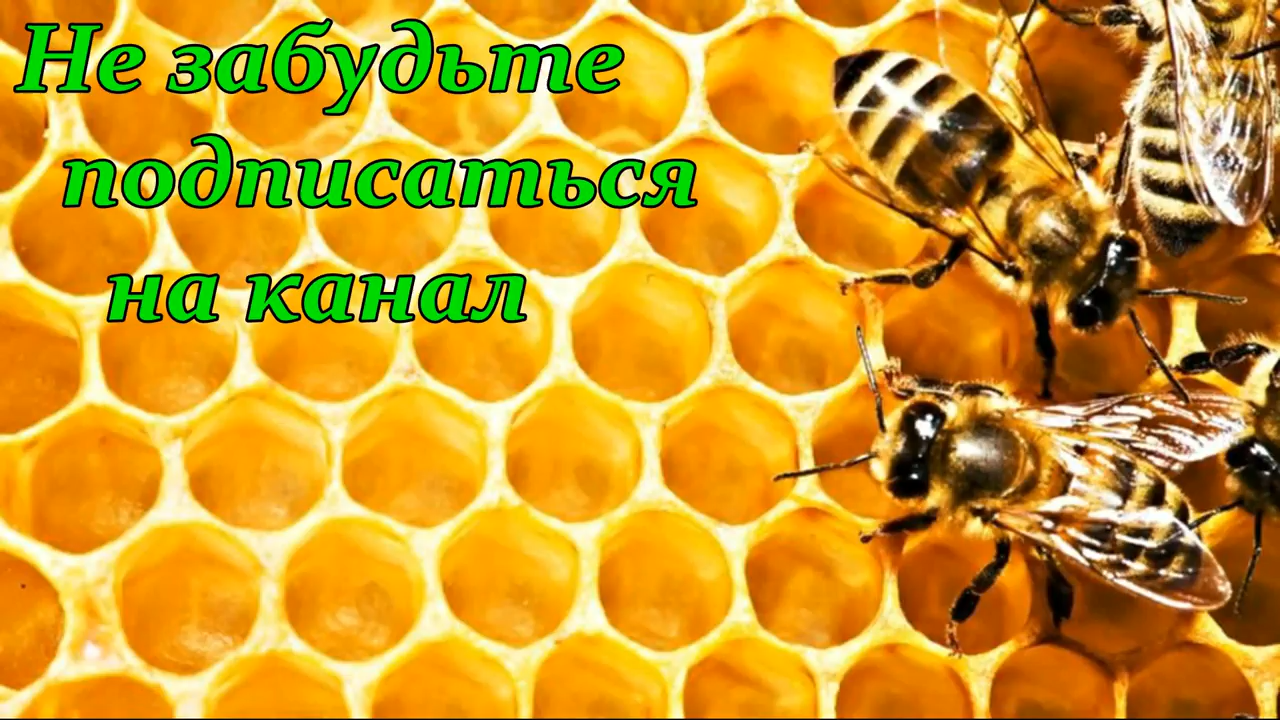 Не забудьте
подписаться
на канал